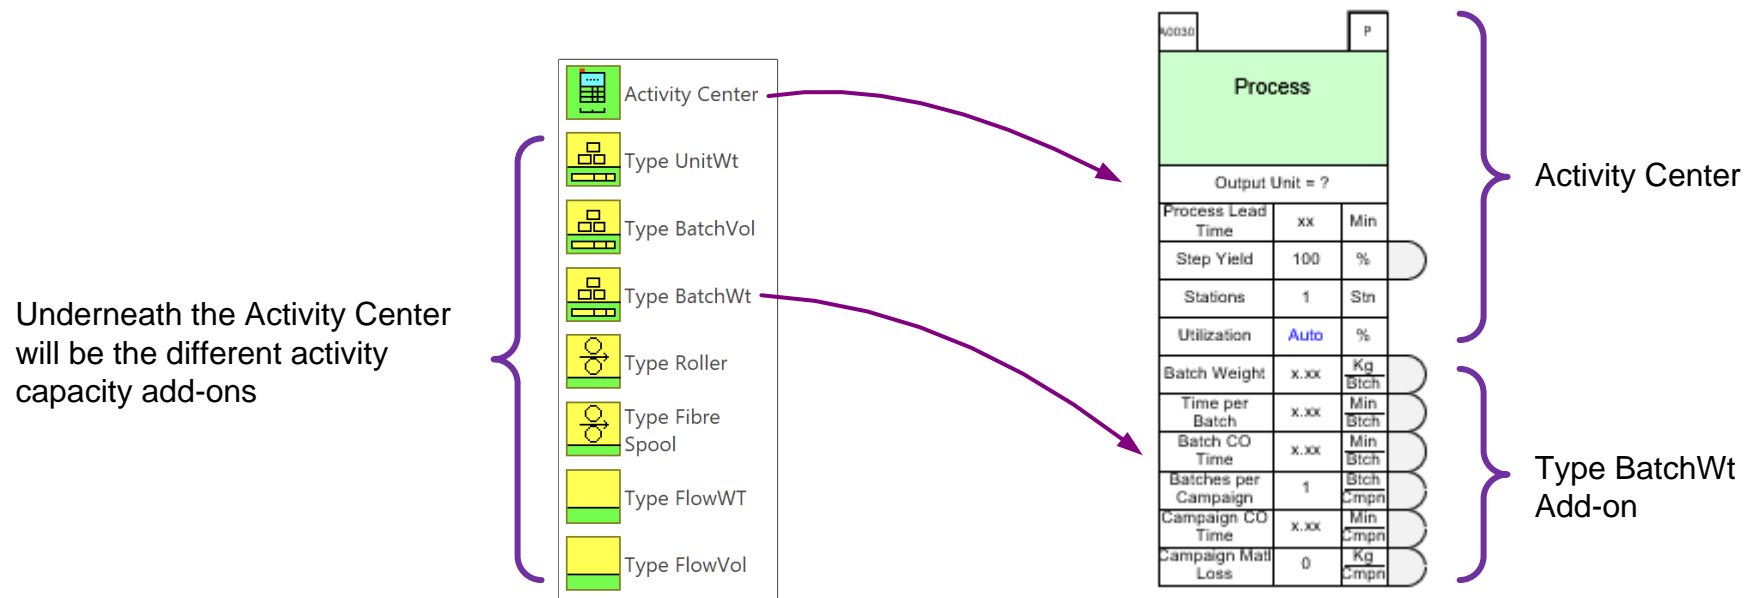 Underneath the Activity Center
will be the different activity
capacity add-ons
Activity Center
Type UnitWt
Type BatchVol
Type BatchWt
Type Roller
Type Fibre
Spool
Type FlowWT
Type FlowVol
A0030
P
Process
Output Unit = ?
Process Lead
Time
xx
Min
Step Yield
100
%
Stations
1
Stn
Utilization
Auto
%
Batch Weight
x.xx
Kg
Btch
Time per
Batch
x.xx
Min
Btch
Batch CO
Time
x.xx
Min
Btch
Batches per
Campaign
1
Btch
Cmpn
Campaign CO
Time
x.xx
Min
Cmpn
Campaign Matl
Loss
0
Kg
Cmpn
Activity Center
Type BatchWt
Add-on